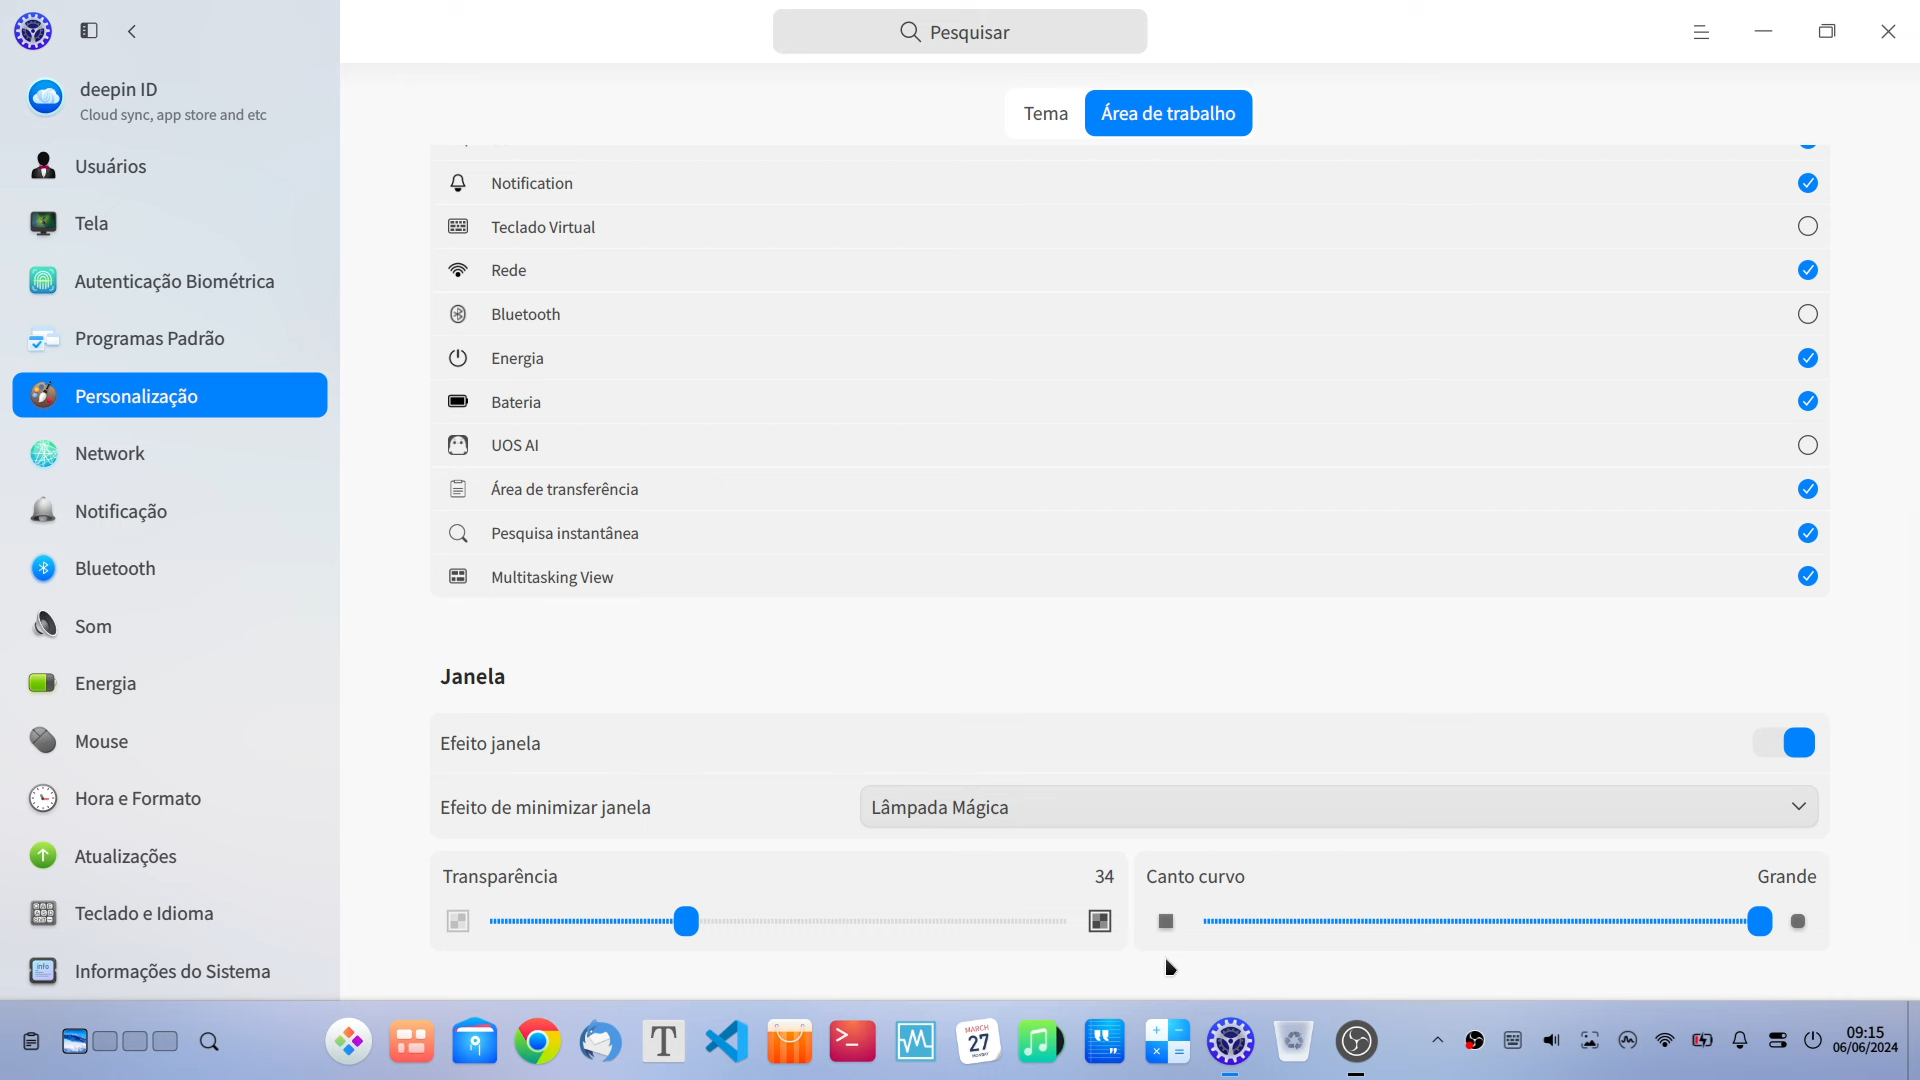 Pesquisar
deepin ID
Cloud sync, app store and etc
Usuários
Tela
Autenticação Biométrica
Programas Padrão
Personalização
Network
Notificação
Bluetooth
Som
Energia
Mouse
Hora e Formato
Atualizações
Teclado e Idioma
Informações do Sistema
Tema Área de trabalho
Notification
Teclado Virtual
Rede
Bluetooth
Energia
Bateria
UOS AI
Área de transferência
Pesquisa instantânea
Multitasking View
Janela
Efeito janela
Efeito de minimizar janela Lâmpada Mágica
Transparência 34
Canto curvo Grande
MARCH
27
MONDAY
09:15
06/06/2024